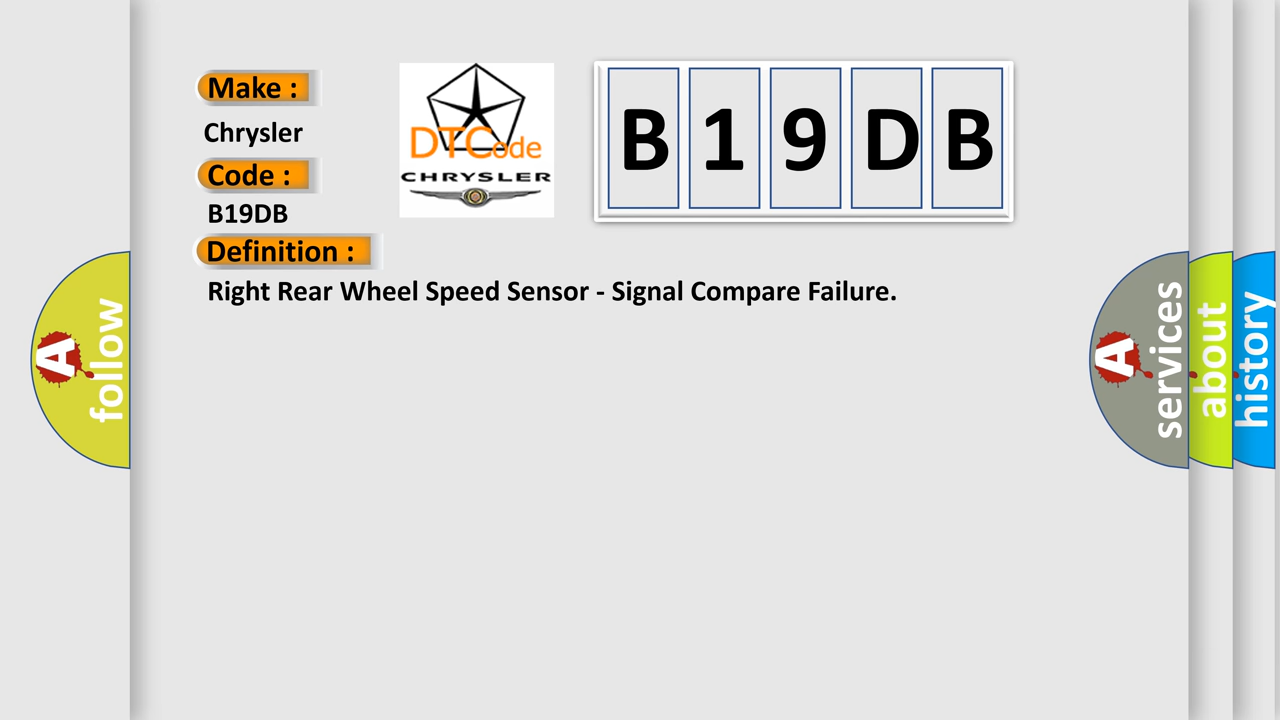 Make :
Chrysler
Code :
B19DB
Definition :
Right Rear Wheel Speed Sensor - Signal Compare Failure.
DTCode
CHRYSLER
B 1 9 D B
A follow
A services
about
history